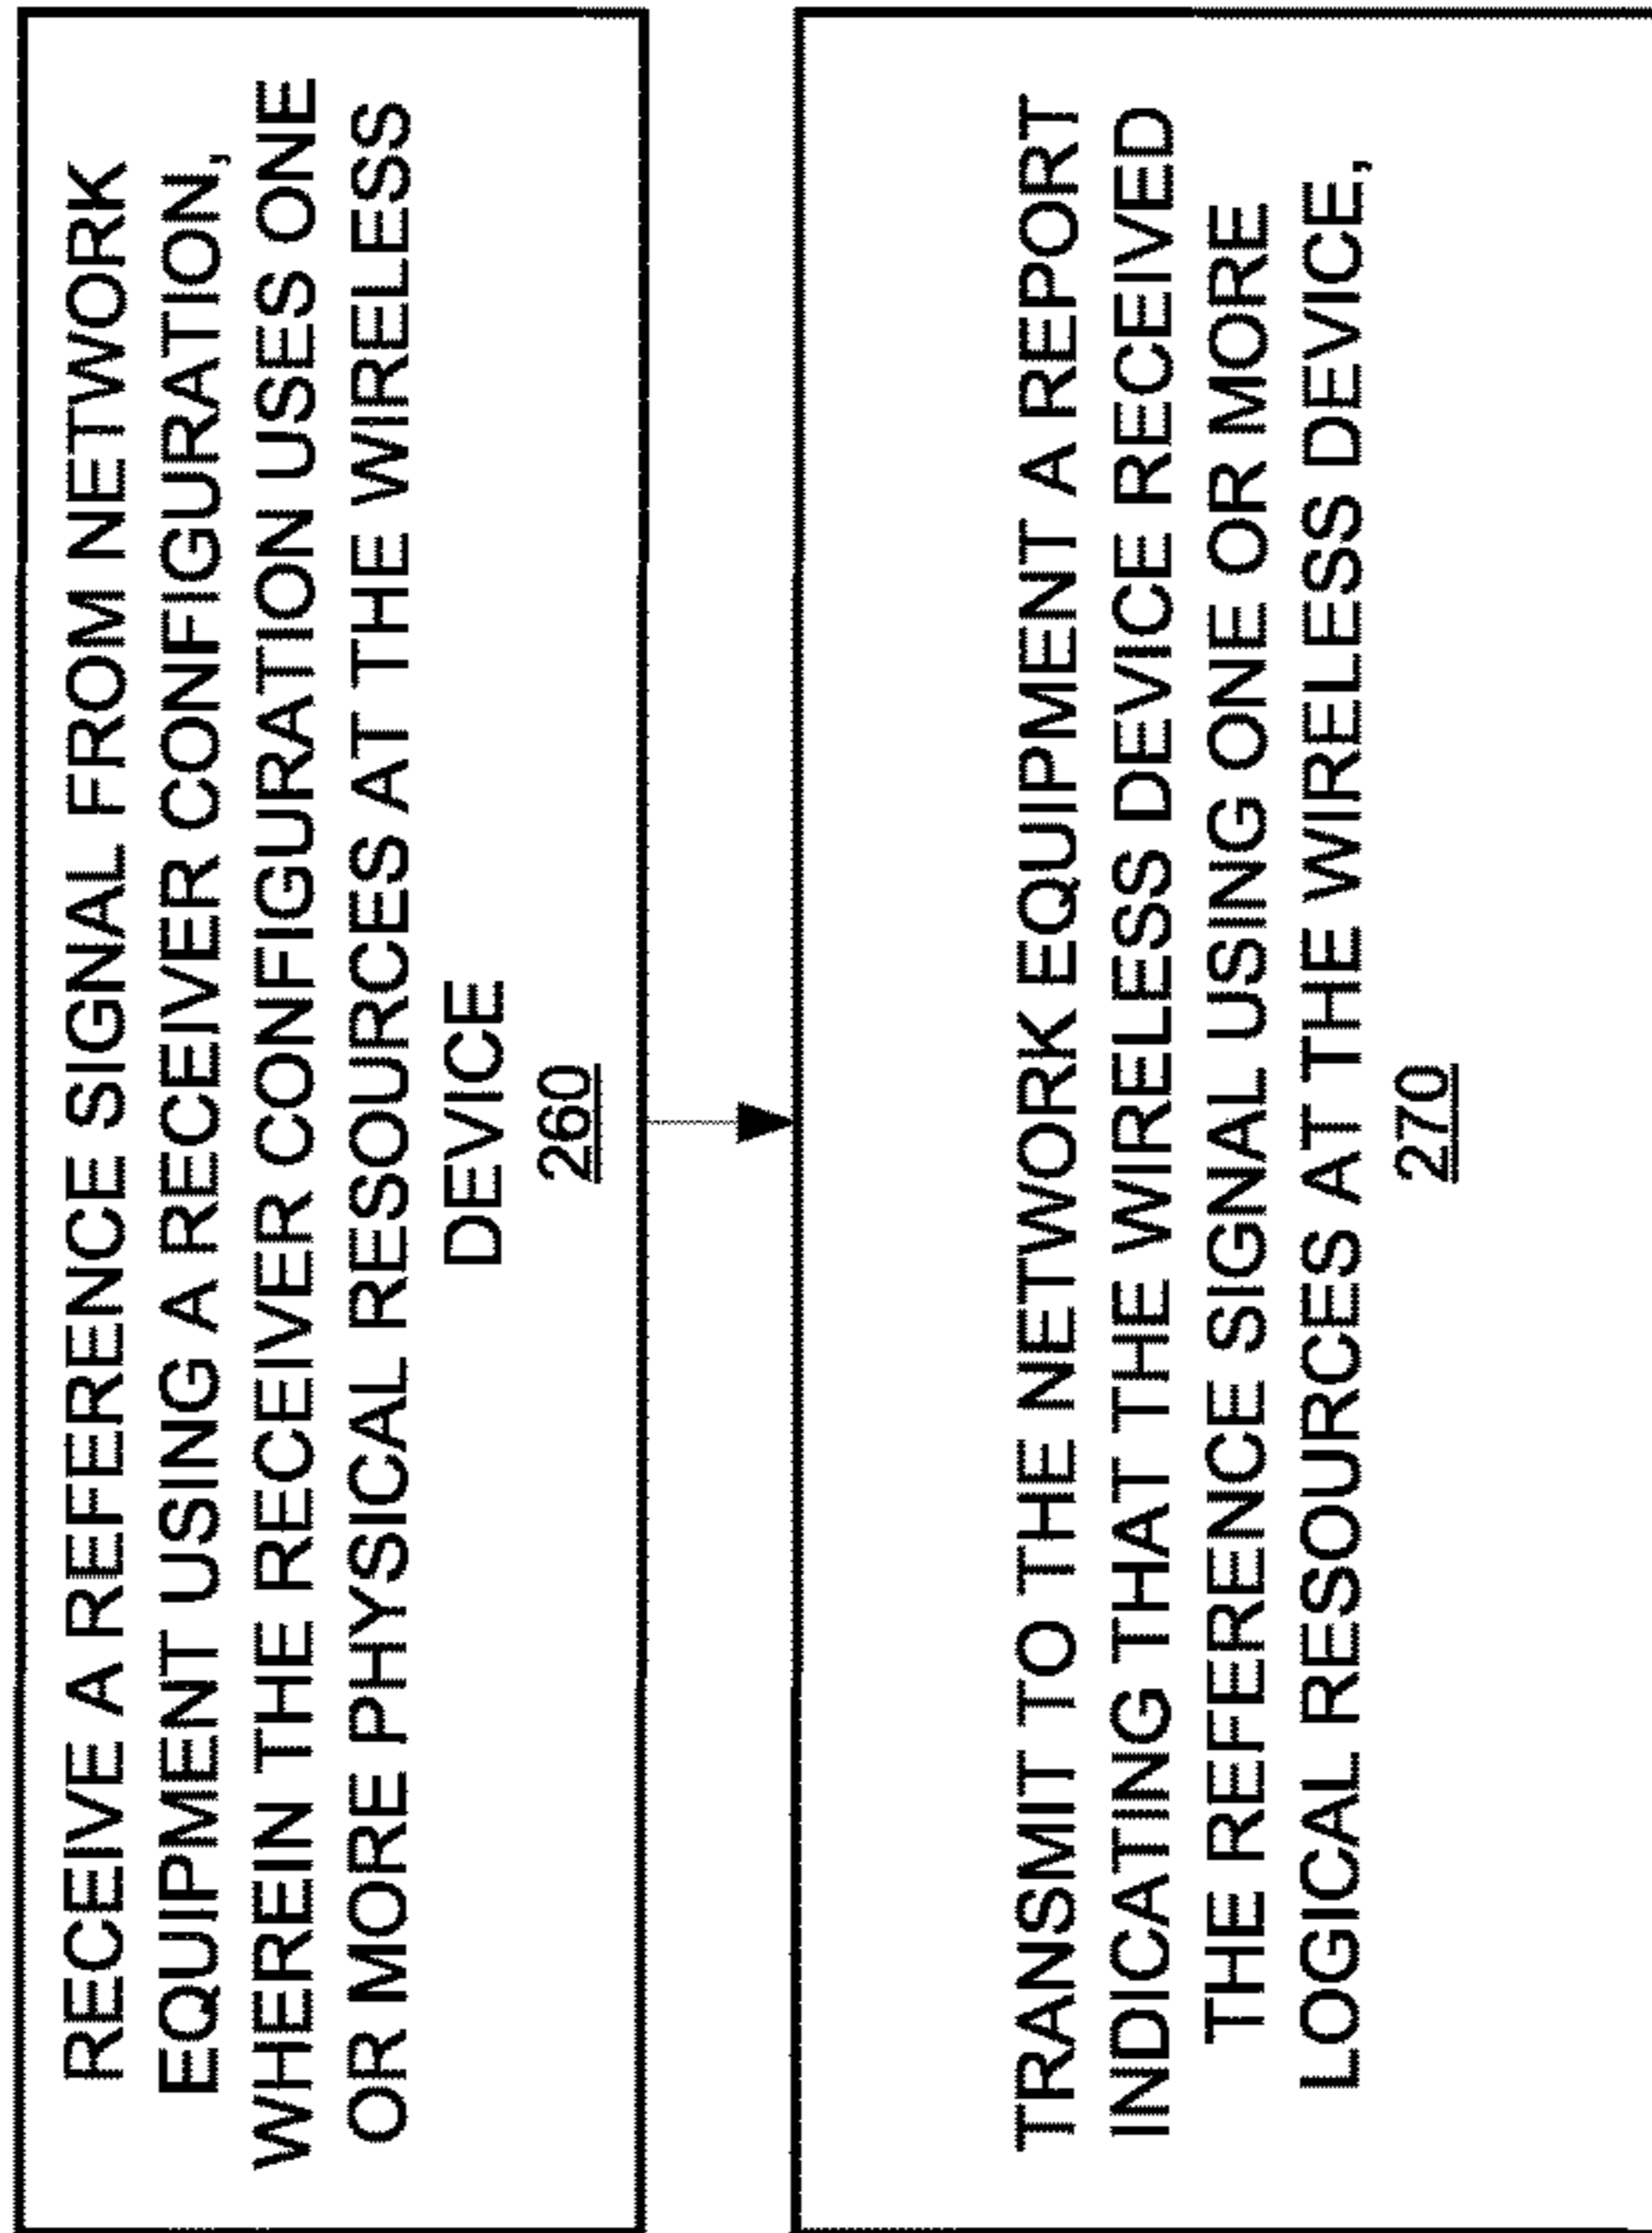 RECEIVE A REFERENCE SIGNAL FROM NETWORK
EQUIPMENT USING A RECEIVER CONFIGURATION,
WHEREIN THE RECEIVER CONFIGURATION USES ONE
OR MORE PHYSICAL RESOURCES AT THE WIRELESS
DEVICE
260
TRANSMIT TO THE NETWORK EQUIPMENT A REPORT
INDICATING THAT THE WIRELESS DEVICE RECEIVED
THE REFERENCE SIGNAL USING ONE OR MORE
LOGICAL RESOURCES AT THE WIRELESS DEVICE,
270